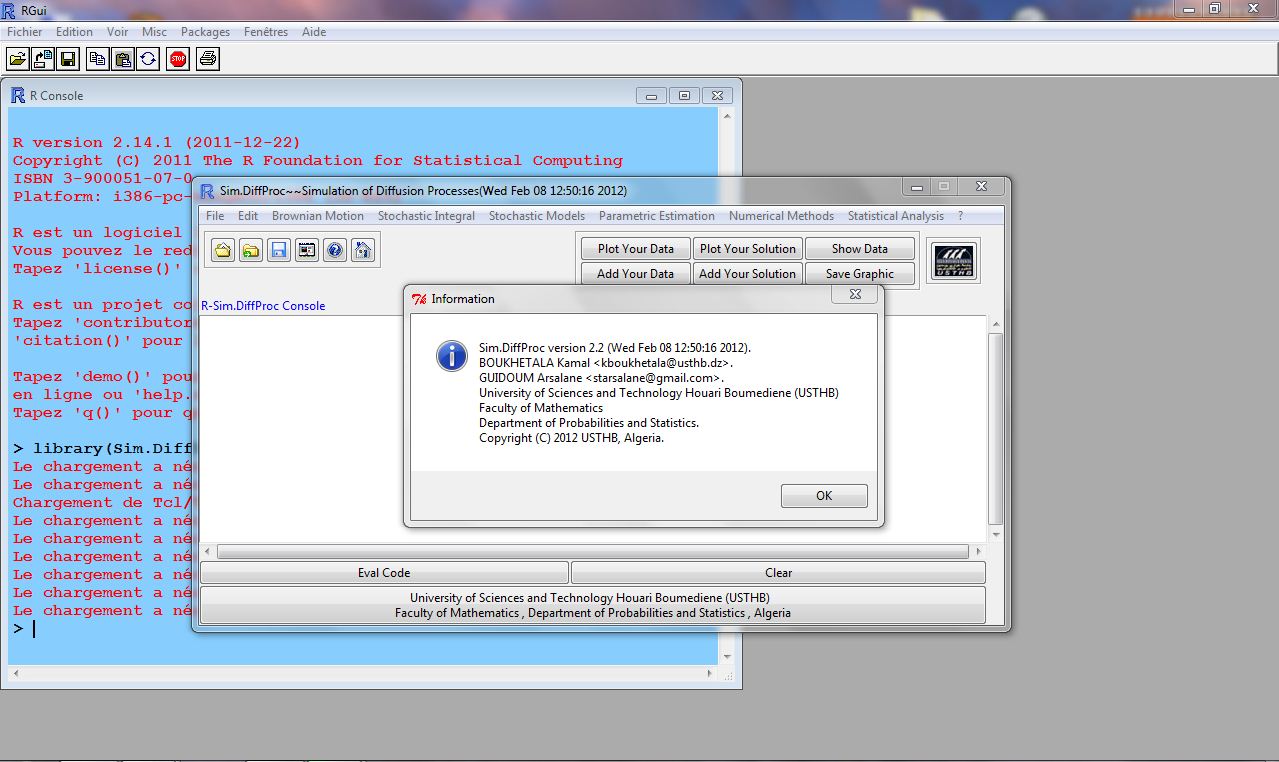 RGui
Fichier Edition Voir Misc Packages Fenêtres Aide
STOP
R Console
R version 2.14.1 (2011-12-22)
Copyright (C) 2011 The R Foundation for Statistical Computing
ISBN 3-900051-07-0
Platform: i386-pc-
R est un logiciel
Vous pouvez le red
Tapez 'license()'
R est un projet co
Tapez 'contributor
'citation()' pour
Tapez 'demo()' pou
en ligne ou 'help.
Tapez 'q()' pour q
> library(Sim.Diff
Le chargement a né
Le chargement a né
Chargement de Tcl/
Le chargement a né
Le chargement a né
Le chargement a né
Le chargement a né
Le chargement a né
Le chargement a né
>
Sim.DiffProc~~Simulation of Diffusion Processes(Wed Feb 08 12:50:16 2012)
File Edit Brownian Motion Stochastic Integral Stochastic Models Parametric Estimation Numerical Methods Statistical Analysis ?
Plot Your Data Plot Your Solution Show Data
Add Your Data Add Your Solution Save Graphic
USTHB
R-Sim.DiffProc Console
Information
Sim.DiffProc version 2.2 (Wed Feb 08 12:50:16 2012).
BOUKHETALA Kamal <kboukhetala@usthb.dz>.
GUIDOUM Arsalane <starsalane@gmail.com>.
University of Sciences and Technology Houari Boumediene (USTHB)
Faculty of Mathematics
Department of Probabilities and Statistics.
Copyright (C) 2012 USTHB, Algeria.
OK
Eval Code Clear
University of Sciences and Technology Houari Boumediene (USTHB)
Faculty of Mathematics , Department of Probabilities and Statistics , Algeria